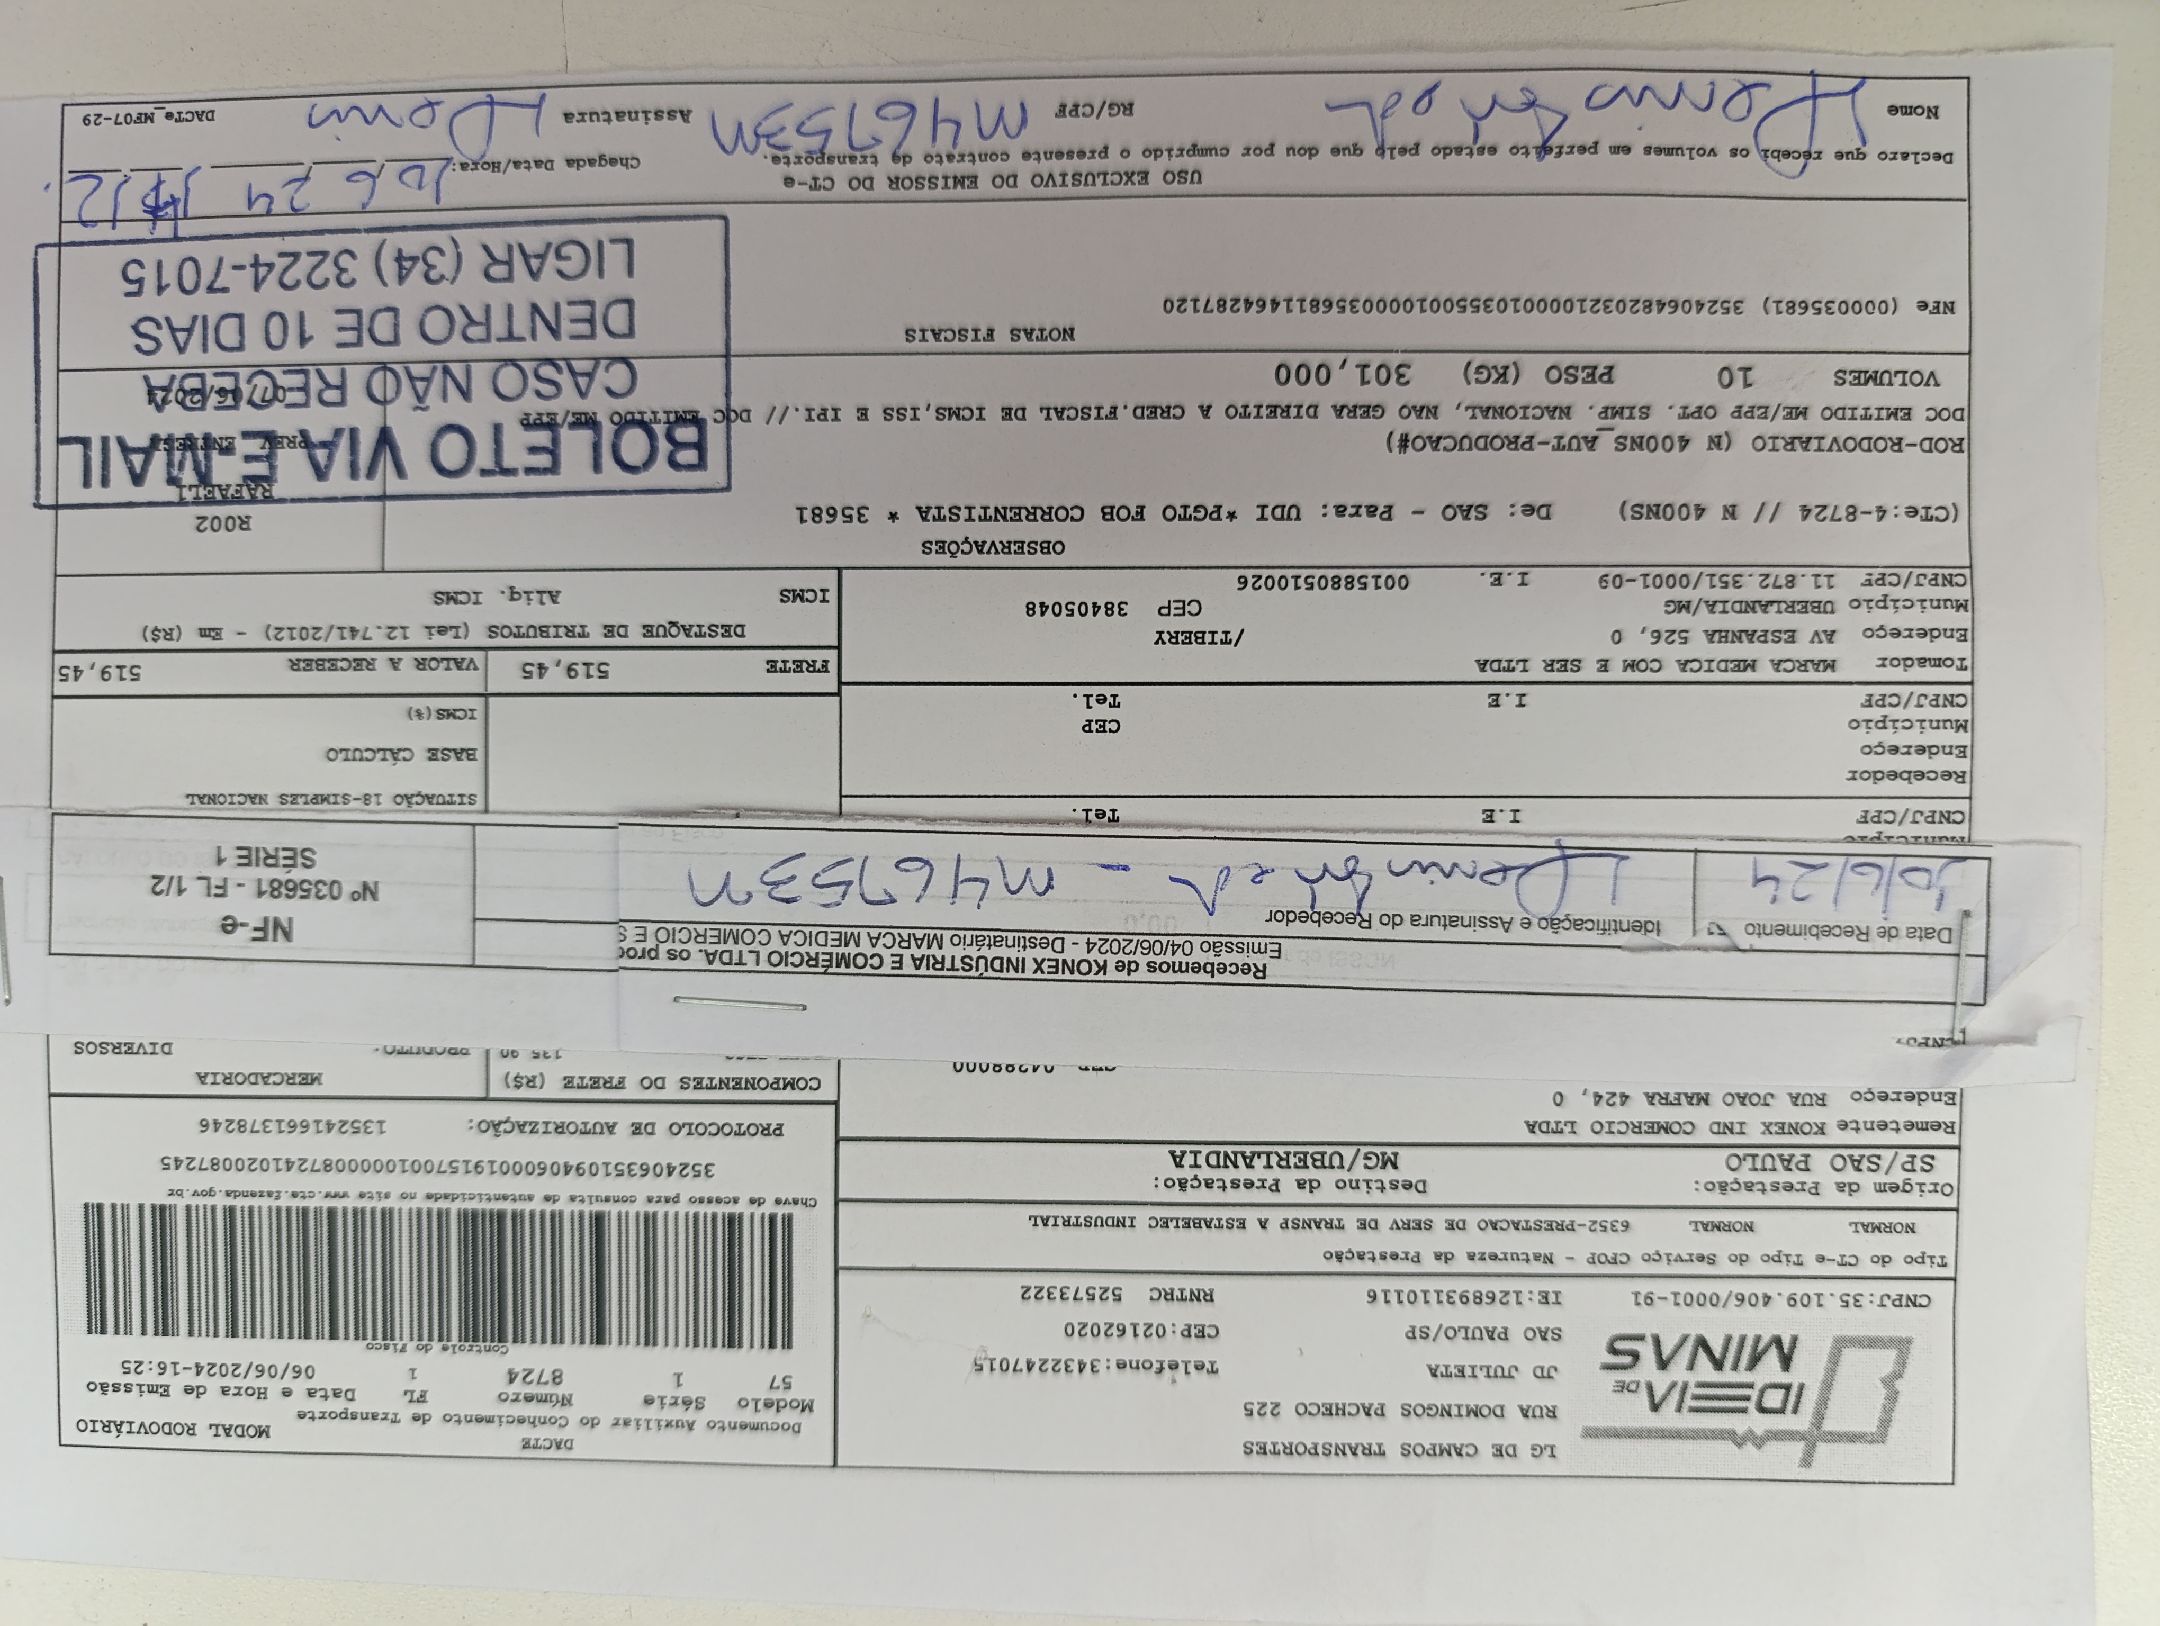 IDEIA DE
MINAS
LG DE CAMPOS TRANSPORTES
RUA DOMINGOS PACHECO 225
JD JULIETA Telefone:3432247015
SAO PAULO/SP CEP:02162020
CNPJ:35.109.406/0001-91 IE:126893110116 RNTRC 52573322
DACTE
Documento Auxiliar do Conhecimento de Transporte MODAL RODOVIÁRIO
Modelo Série Número FL Data e Hora de Emissão
57 1 8724 1 06/06/2024-16:25
Controle do Fisco
Chave de acesso para consulta de autenticidade no site www.cte.fazenda.gov.br
35240635109406000191570010000087241020087245
PROTOCOLO DE AUTORIZAÇÃO: 135241661378246
Tipo do CT-e Tipo do Serviço CFOP - Natureza da Prestação
NORMAL NORMAL 6352-PRESTACAO DE SERV DE TRANSP A ESTABELEC INDUSTRIAL
Origem da Prestação: Destino da Prestação:
SP/SAO PAULO MG/UBERLANDIA
Remetente KONEX IND COMERCIO LTDA
Endereço RUA JOAO MAFRA 424, 0
COMPONENTES DO FRETE (R$) MERCADORIA
PRODUTO: DIVERSOS
Recebemos de KONEX INDÚSTRIA E COMÉRCIO LTDA. os
Emissão 04/06/2024 - Destinatário MARCA MEDICA COMERCIO E
Data de Recebimento Identificação e Assinatura do Recebedor
10/6/24 M46753M
NF-e
Nº 035681 - FL 1/2
SÉRIE 1
CNPJ/CPF I.E Tel.
Recebedor
Endereço
Município CEP
CNPJ/CPF I.E Tel.
SITUAÇÃO 18-SIMPLES NACIONAL
BASE CÁLCULO
ICMS(%)
Tomador MARCA MEDICA COM E SER LTDA
Endereço AV ESPANHA 526, 0 /TIBERY
Município UBERLANDIA/MG CEP 38405048
CNPJ/CPF 11.872.351/0001-09 I.E. 0015880510026
FRETE 519,45 VALOR A RECEBER 519,45
DESTAQUE DE TRIBUTOS (Lei 12.741/2012) - Em (R$)
ICMS Aliq. ICMS
OBSERVAÇÕES
(CTe:4-8724 // N 400NS) De: SAO - Para: UDI *PGTO FOB CORRENTISTA * 35681
ROD-RODOVIARIO (N 400NS_AUT-PRODUCAO#)
DOC EMITIDO ME/EPP OPT. SIMP. NACIONAL, NAO GERA DIREITO A CRED.FISCAL DE ICMS,ISS E IPI.// DOC EMITIDO ME/EPP
R002
RAFAEL1
BOLETO VIA E-MAIL
CASO NÃO RECEBA
DENTRO DE 10 DIAS
LIGAR (34) 3224-7015
VOLUMES 10 PESO (KG) 301,000
NOTAS FISCAIS
NFe (000035681) 35240648203210000103550010000356811464287120
USO EXCLUSIVO DO EMISSOR DO CT-e
Declaro que recebi os volumes em perfeito estado pelo que dou por cumprido o presente contrato de transporte.
Chegada Data/Hora: 10 6 24
Nome RG/CPF M46753M Assinatura
DACTe_MF07-29